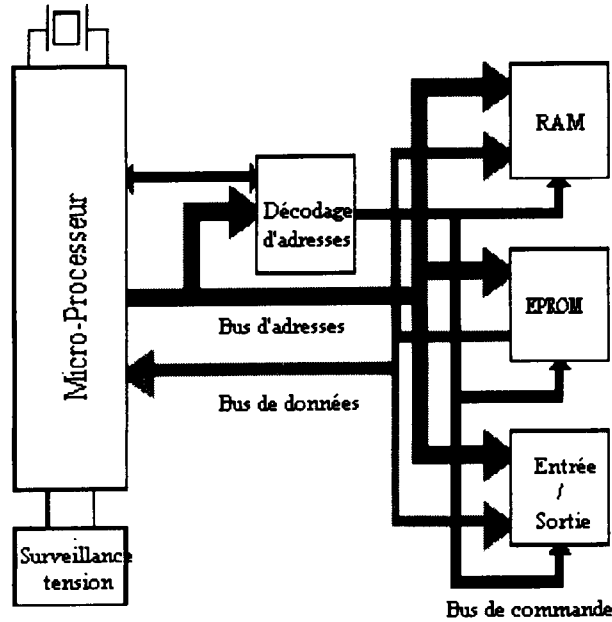 RAM
Micro-Processeur
Décodage
d'adresses
Bus d'adresses
EPROM
Bus de données
Entrée
/
Sortie
Surveillance
tension
Bus de commande